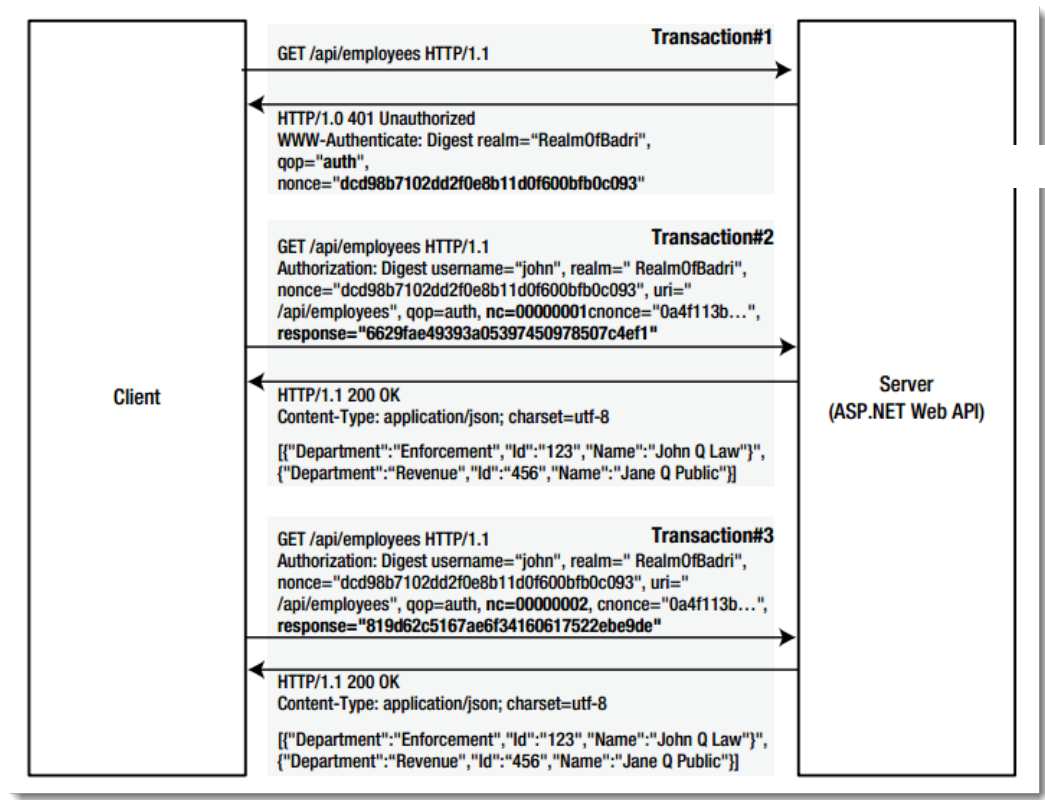 Transaction#1
GET /api/employees HTTP/1.1
HTTP/1.0 401 Unauthorized
WWW-Authenticate: Digest realm=“RealmOfBadri”,
qop="auth",
nonce="dcd98b7102dd2f0e8b11d0f600bfb0c093"
Transaction#2
GET /api/employees HTTP/1.1
Authorization: Digest username=“john”, realm=" RealmOfBadri”,
nonce="dcd98b7102dd2f0e8b11d0f600bfb0c093", uri="
/api/employees", qop=auth, nc=00000001cnonce="0a4f113b…",
response="6629fae49393a05397450978507c4ef1"
Client
Server
(ASP.NET Web API)
HTTP/1.1 200 OK
Content-Type: application/json; charset=utf-8
[{"Department":"Enforcement","Id":"123","Name":"John Q Law"}",
{"Department":“Revenue","Id":“456","Name":"Jane Q Public"}]
Transaction#3
GET /api/employees HTTP/1.1
Authorization: Digest username=“john”, realm=" RealmOfBadri”,
nonce="dcd98b7102dd2f0e8b11d0f600bfb0c093", uri="
/api/employees", qop=auth, nc=00000002, cnonce="0a4f113b…",
response="819d62c5167ae6f34160617522ebe9de"
HTTP/1.1 200 OK
Content-Type: application/json; charset=utf-8
[{"Department":"Enforcement","Id":"123","Name":"John Q Law"}",
{"Department":“Revenue","Id":“456","Name":"Jane Q Public"}]